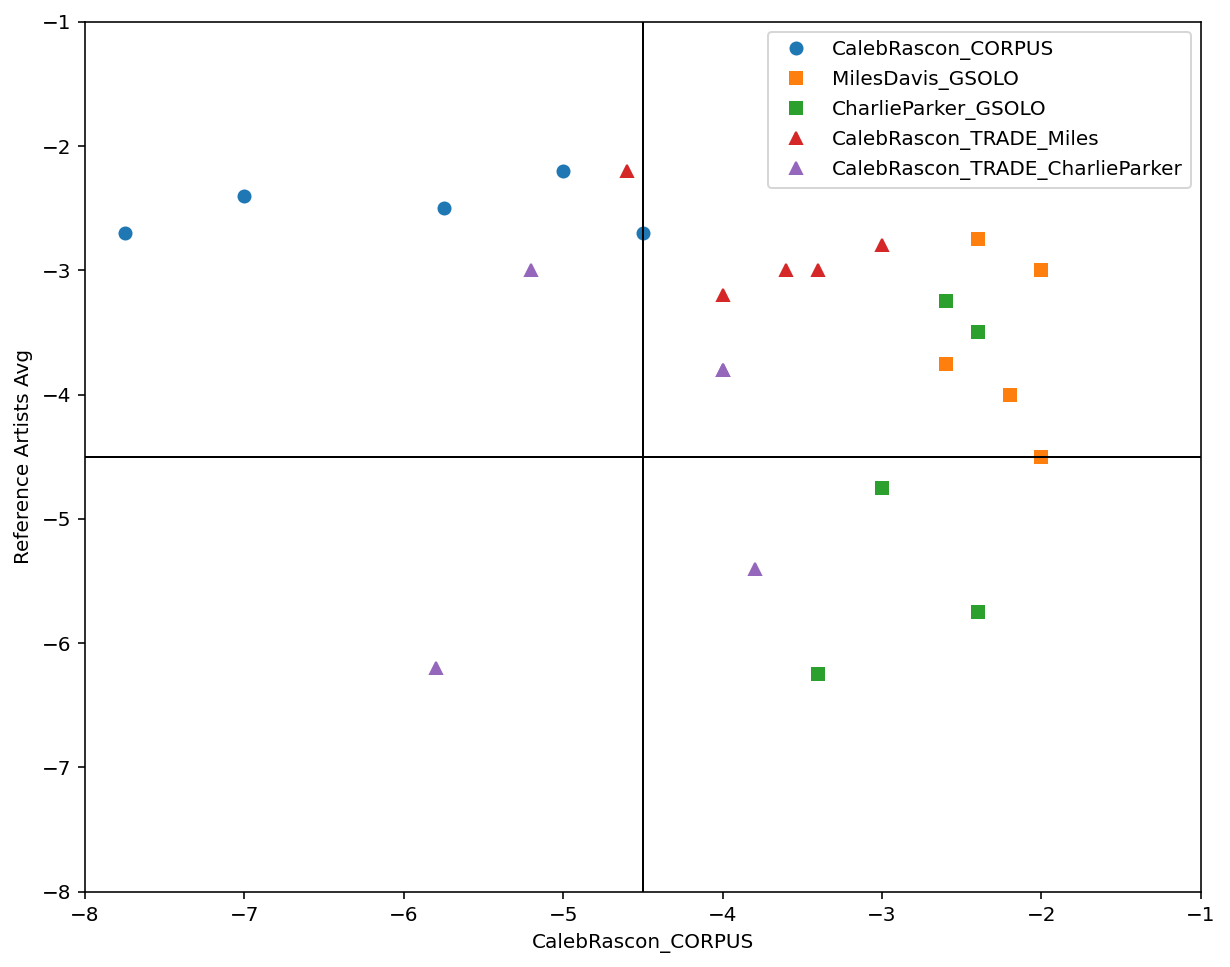 CalebRascon_CORPUS
MilesDavis_GSOLO
CharlieParker_GSOLO
CalebRascon_TRADE_Miles
CalebRascon_TRADE_CharlieParker
Reference Artists Avg
−1
−2
−3
−4
−5
−6
−7
−8
−8 −7 −6 −5 −4 −3 −2 −1
CalebRascon_CORPUS